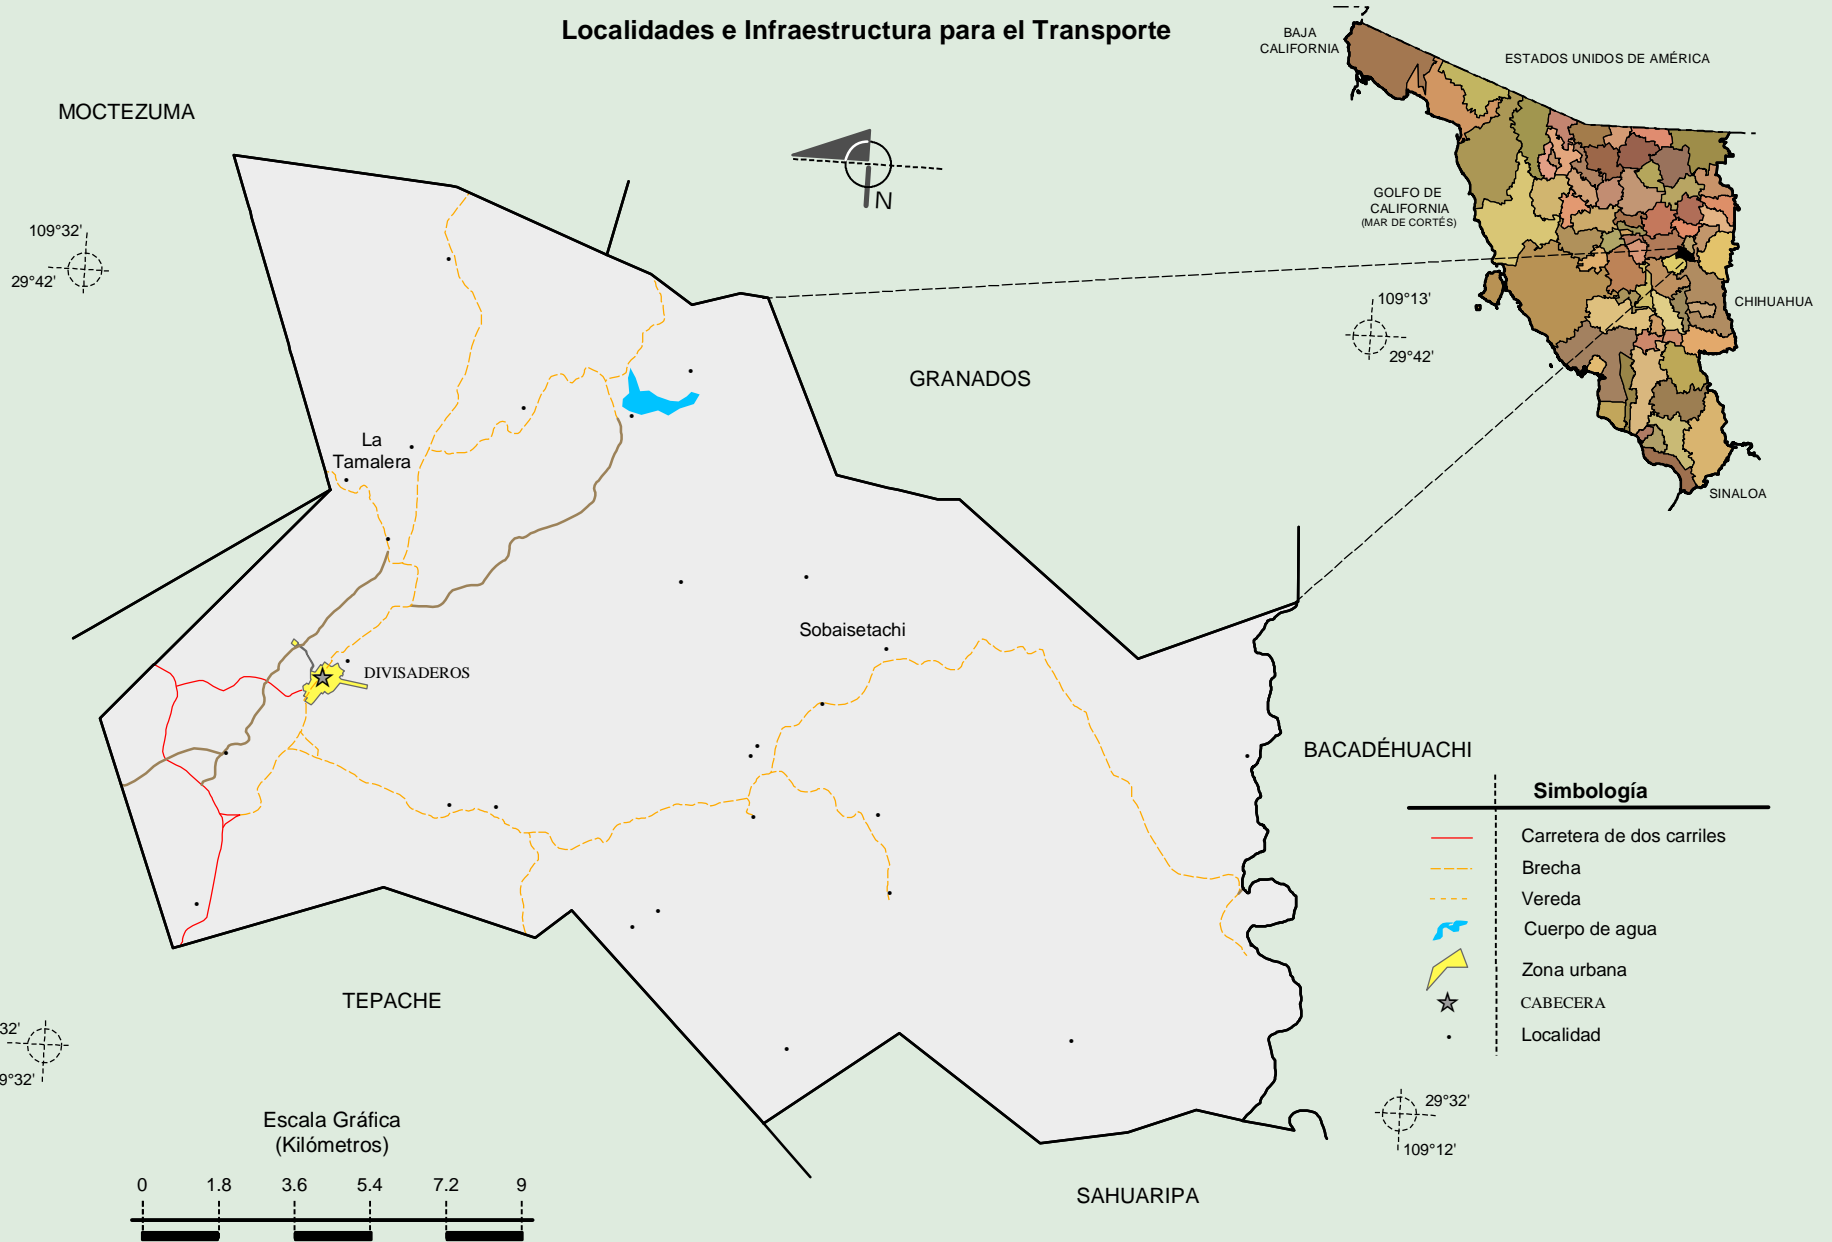 Localidades e Infraestructura para el Transporte
BAJA
CALIFORNIA
ESTADOS UNIDOS DE AMÉRICA
MOCTEZUMA
GOLFO DE
CALIFORNIA
(MAR DE CORTÉS)
N
109°32'
29°42'
109°13'
29°42'
CHIHUAHUA
GRANADOS
La
Tamalera
SINALOA
Sobaisetachi
DIVISADEROS
BACADÉHUACHI
Simbología
Carretera de dos carriles
Brecha
Vereda
Cuerpo de agua
Zona urbana
CABECERA
Localidad
TEPACHE
32'
9°32'
29°32'
109°12'
Escala Gráfica
(Kilómetros)
0 1.8 3.6 5.4 7.2 9
SAHUARIPA